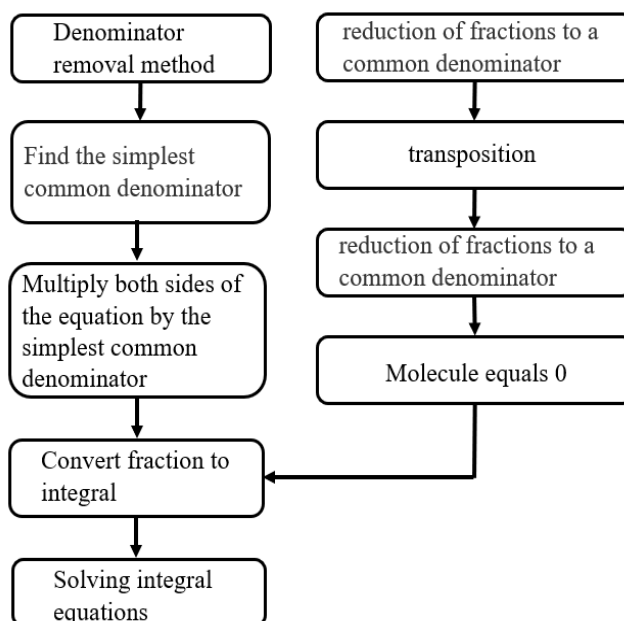 Denominator
removal method
Find the simplest
common denominator
Multiply both sides of
the equation by the
simplest common
denominator
Convert fraction to
integral
Solving integral
equations
reduction of fractions to a
common denominator
transposition
reduction of fractions to a
common denominator
Molecule equals 0